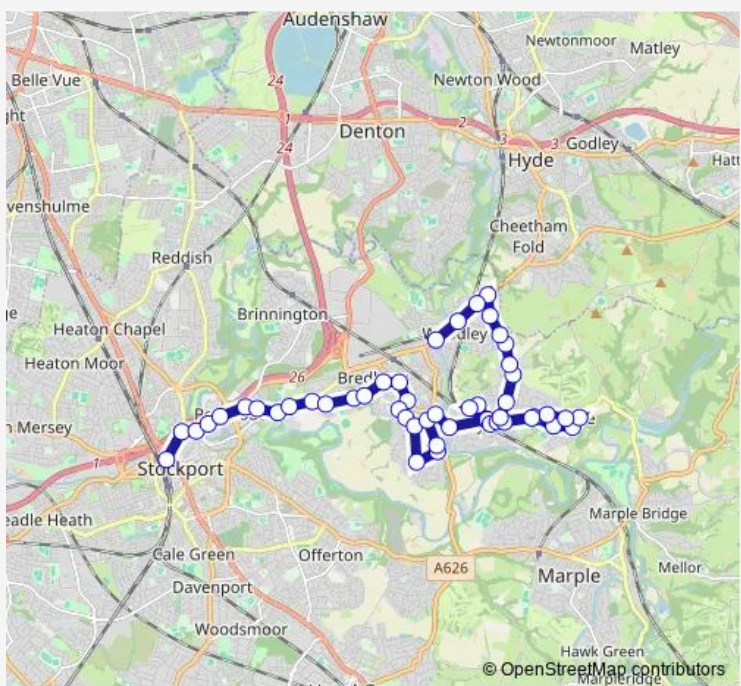 Audenshaw
Newtonmoor
Matley
Belle Vue
24
Newton Wood
1
2
Denton
3
3
Godley
24
Hyde
Hatt
venshulme
Cheetham
Fold
Reddish
Brinnington
Heaton Chapel
Heaton Moor
26
Mersey
1
Stockport
eadle Heath
Marple Bridge
Cale Green
Offerton
A626
Marple
Mellor
Davenport
Woodsmoor
Hawk Green
© OpenStreetMap contributors
Marpleridge